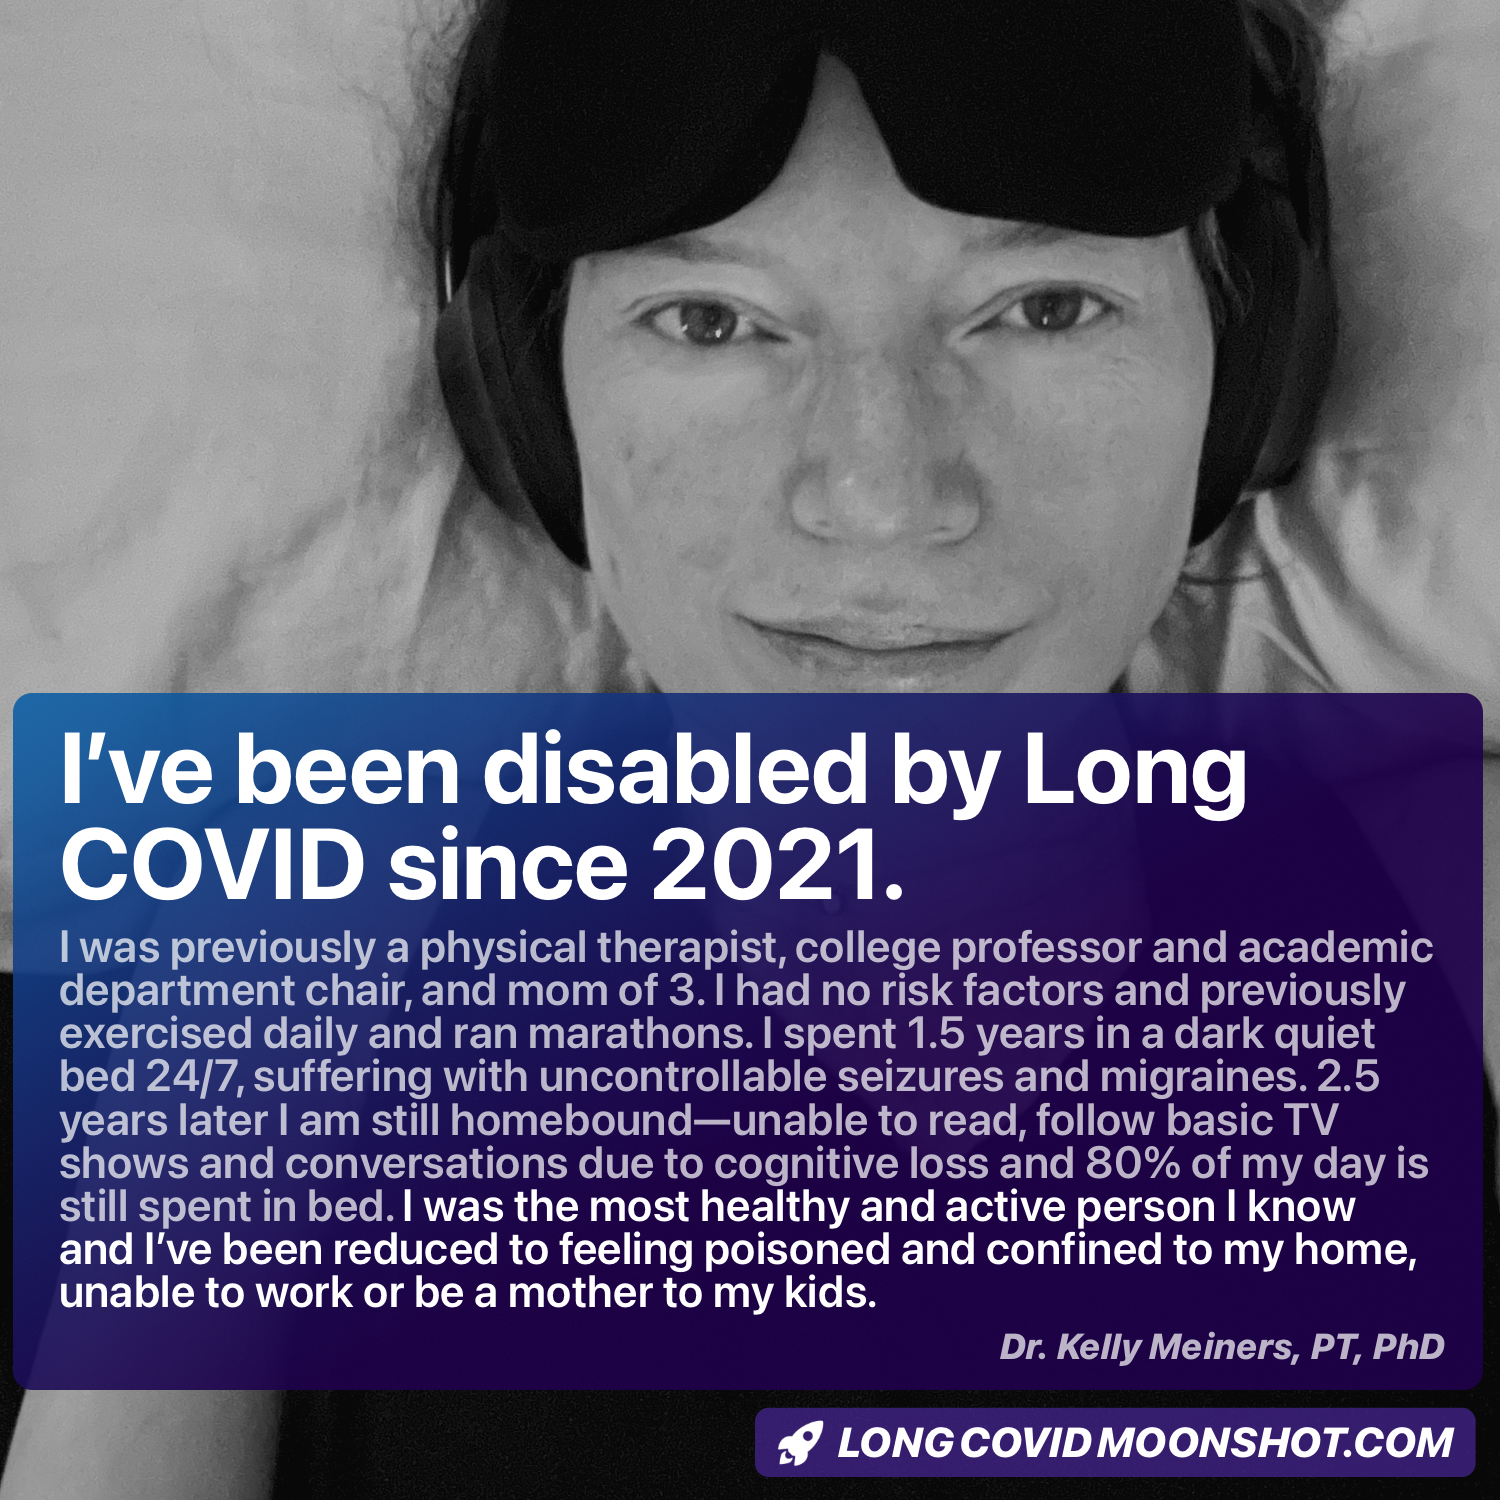 I’ve been disabled by Long
COVID since 2021.
I was previously a physical therapist, college professor and academic
department chair, and mom of 3. I had no risk factors and previously
exercised daily and ran marathons. I spent 1.5 years in a dark quiet
bed 24/7, suffering with uncontrollable seizures and migraines. 2.5
years later I am still homebound—unable to read, follow basic TV
shows and conversations due to cognitive loss and 80% of my day is
still spent in bed. I was the most healthy and active person I know
and I’ve been reduced to feeling poisoned and confined to my home,
unable to work or be a mother to my kids.
Dr. Kelly Meiners, PT, PhD
LONG COVID MOONSHOT.COM